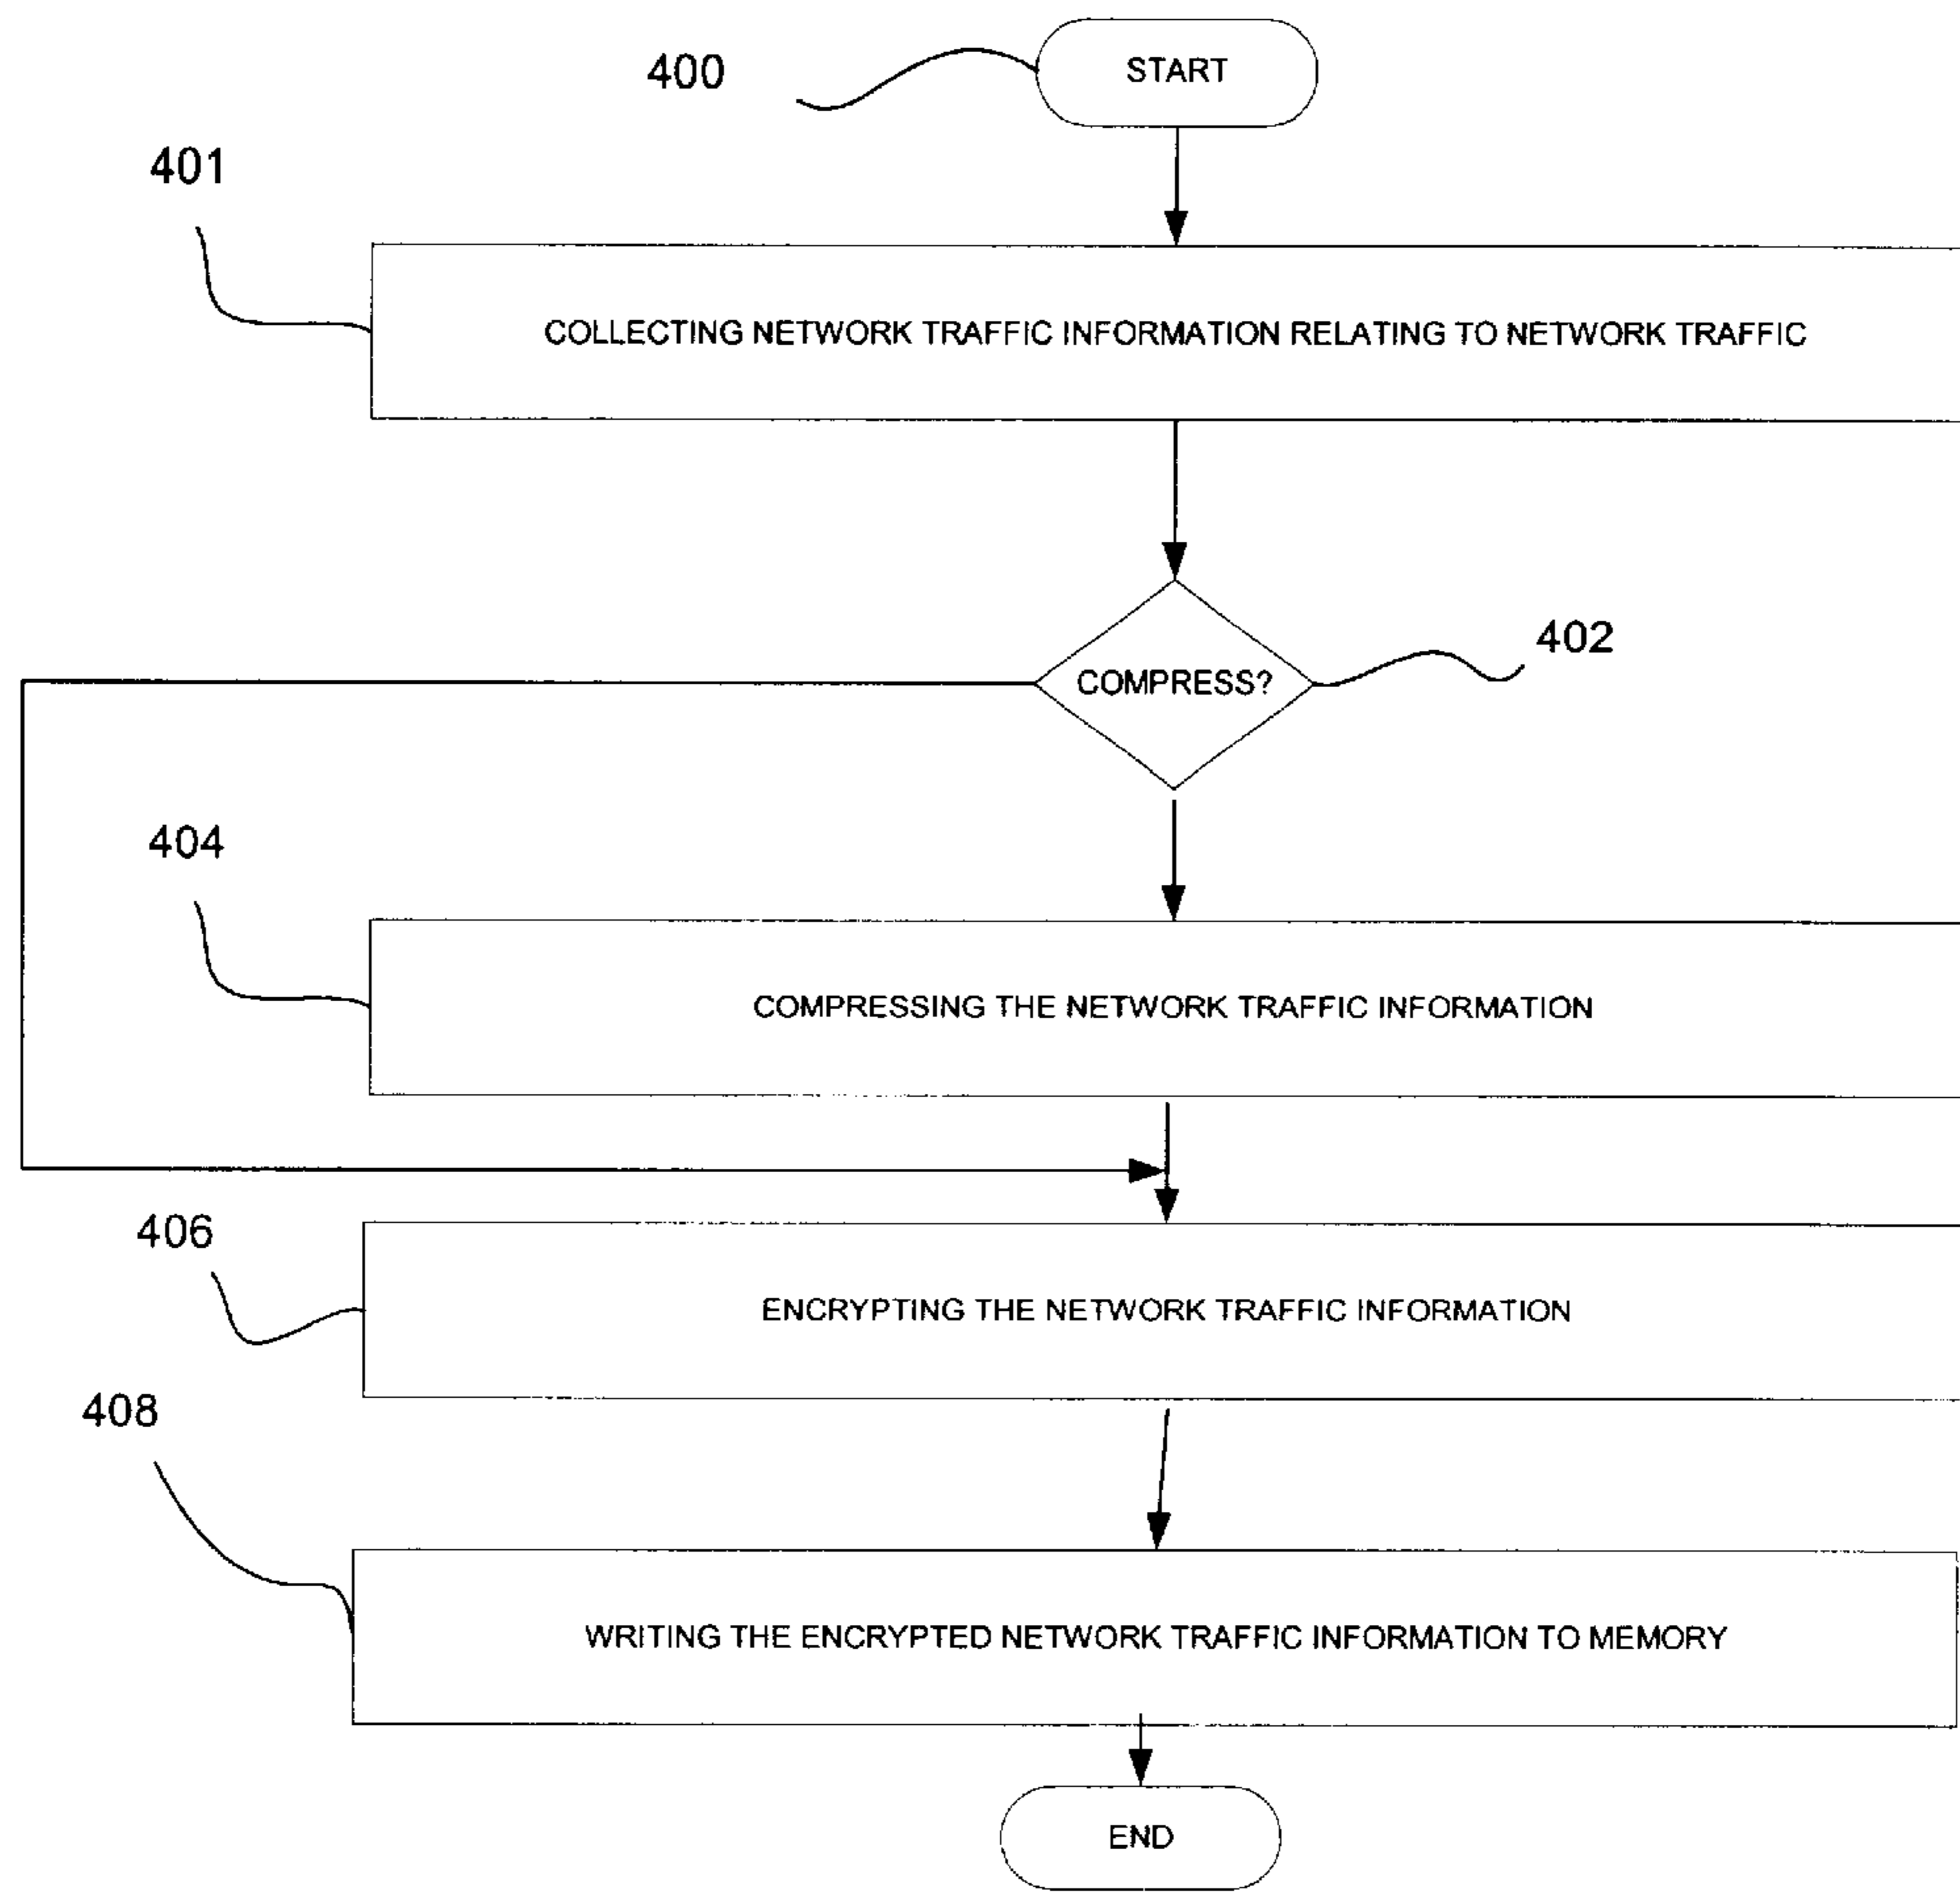 400
START
401
COLLECTING NETWORK TRAFFIC INFORMATION RELATING TO NETWORK TRAFFIC
402
COMPRESS?
404
COMPRESSING THE NETWORK TRAFFIC INFORMATION
406
ENCRYPTING THE NETWORK TRAFFIC INFORMATION
408
WRITING THE ENCRYPTED NETWORK TRAFFIC INFORMATION TO MEMORY
END